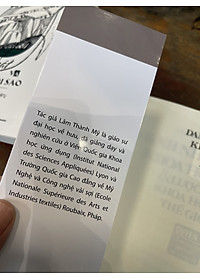 Tác giả Lâm Thành Mỹ là giáo sư
đại học về hưu, đã giảng dạy và
nghiên cứu ở Viện Quốc gia Khoa
học ứng dụng (Institut National
des Sciences Appliquées) Lyon và
Trường Quốc gia Cao đẳng về Mỹ
Nghệ và Công nghệ vải sợi (Ecole
Nationale Supérieure des Arts et
Industries textiles) Roubaix, Pháp.